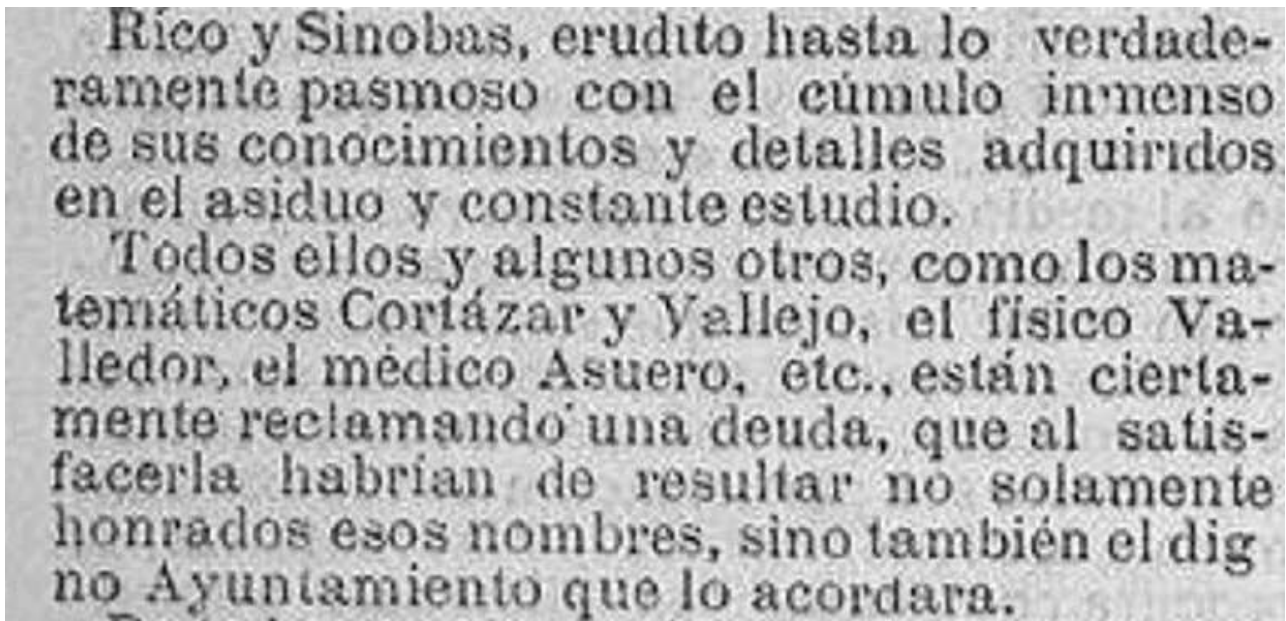 Rico y Sinobas, erudito hasta lo verdade-
ramente pasmoso con el cúmulo inmenso
de sus conocimientos y detalles adquiridos
en el asiduo y constante estudio.
Todos ellos y algunos otros, como los ma-
temáticos Cortázar y Vallejo, el físico Va-
lledor, el médico Asuero, etc., están cierta-
mente reclamando una deuda, que al satis-
facerla habrían de resultar no solamente
honrados esos nombres, sino también el dig
no Ayuntamiento que lo acordara.